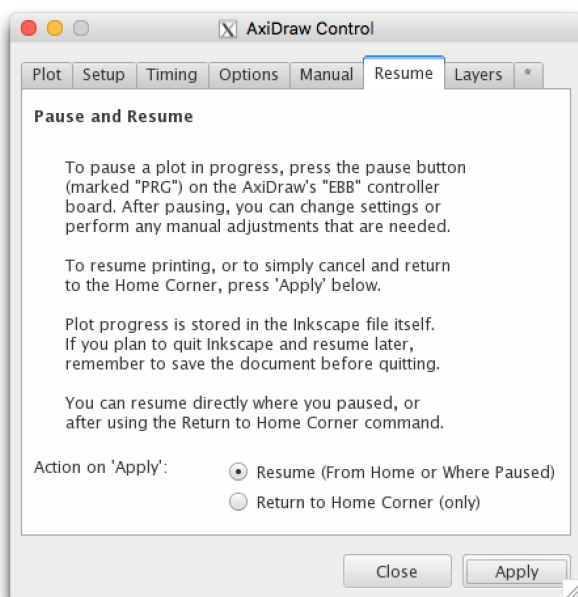 AxiDraw Control
Plot Setup Timing Options Manual Resume Layers *
Pause and Resume
To pause a plot in progress, press the pause button
(marked "PRG") on the AxiDraw's "EBB" controller
board. After pausing, you can change settings or
perform any manual adjustments that are needed.
To resume printing, or to simply cancel and return
to the Home Corner, press 'Apply' below.
Plot progress is stored in the Inkscape file itself.
If you plan to quit Inkscape and resume later,
remember to save the document before quitting.
You can resume directly where you paused, or
after using the Return to Home Corner command.
Action on 'Apply': Resume (From Home or Where Paused)
Return to Home Corner (only)
Close Apply